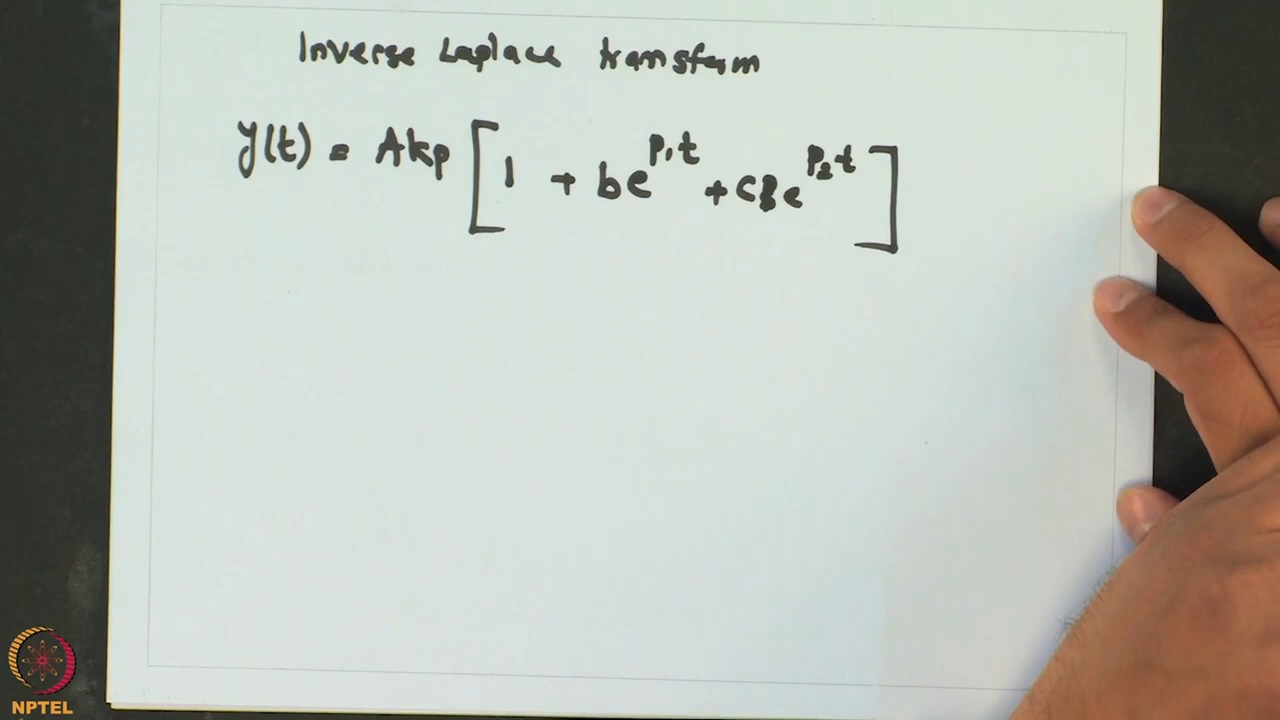 Inverse Laplace transform
y(t) = Akp [ 1 + be^{p1t} + ce^{p2t} ]
NPTEL